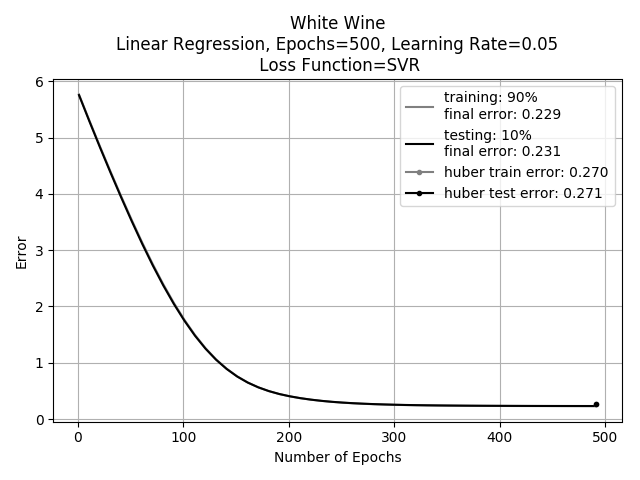 White Wine
Linear Regression, Epochs=500, Learning Rate=0.05
Loss Function=SVR
6
5
4
3
2
1
0
Error
training: 90%
final error: 0.229
testing: 10%
final error: 0.231
huber train error: 0.270
huber test error: 0.271
0 100 200 300 400 500
Number of Epochs